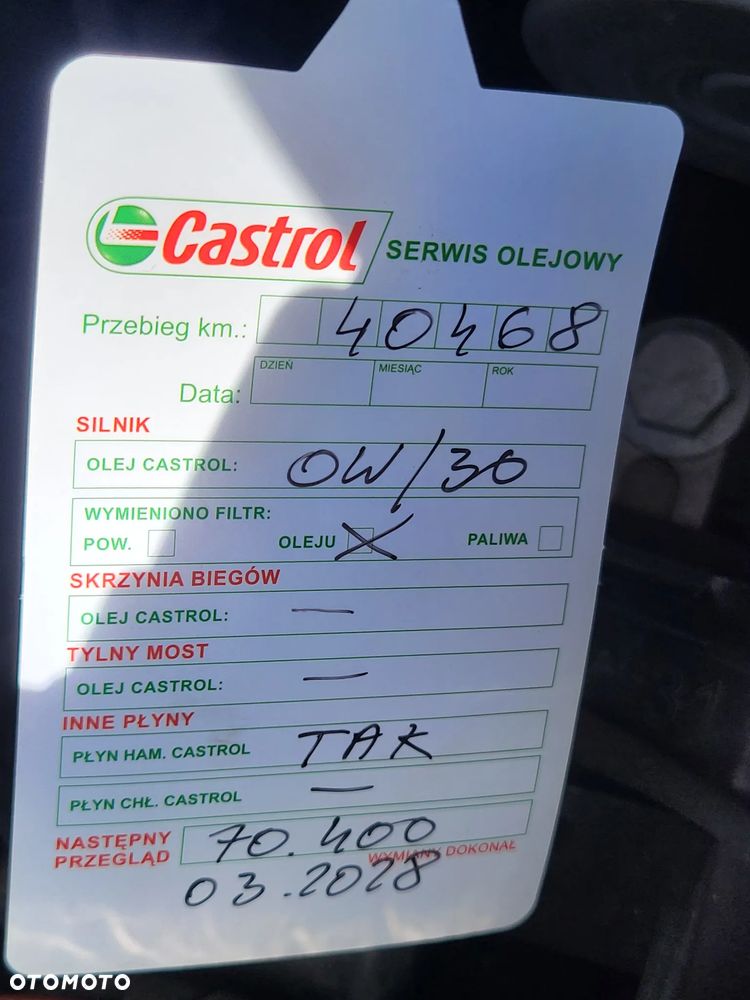 Castrol SERWIS OLEJOWY
Przebieg km.: 40468
Data: DZIEŃ MIESIĄC ROK
SILNIK
OLEJ CASTROL: 0W/30
WYMIENIONO FILTR:
POW. OLEJU X PALIWA
SKRZYNIA BIEGÓW
OLEJ CASTROL: —
TYLNY MOST
OLEJ CASTROL: —
INNE PŁYNY
PŁYN HAM. CASTROL TAK
PŁYN CHŁ. CASTROL —
NASTĘPNY PRZEGLĄD 70.400
WYMIANY DOKONAŁ
03.2028
OTOMOTO